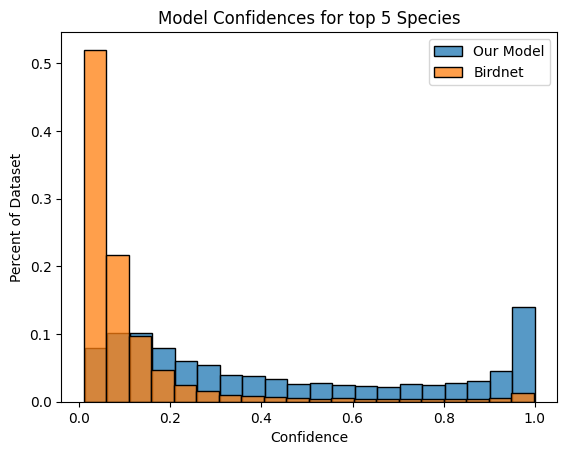 Model Confidences for top 5 Species
Our Model
Birdnet
Percent of Dataset
0.5
0.4
0.3
0.2
0.1
0.0
0.0 0.2 0.4 0.6 0.8 1.0
Confidence